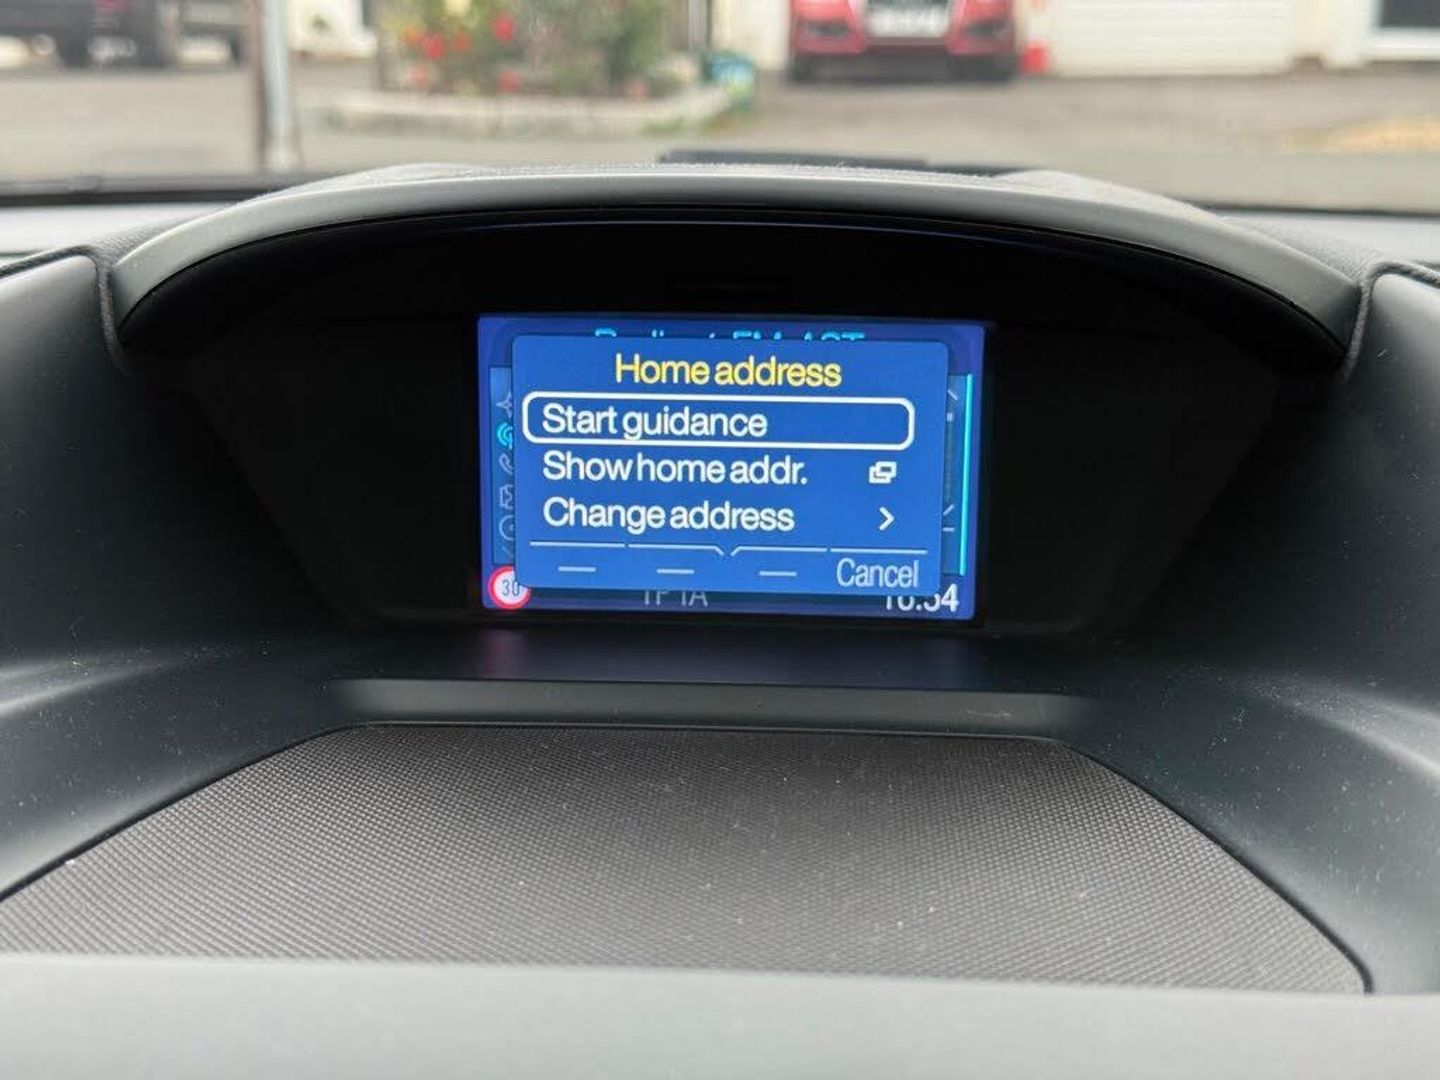 Home address
Start guidance
Show home addr.
Change address
Cancel
30